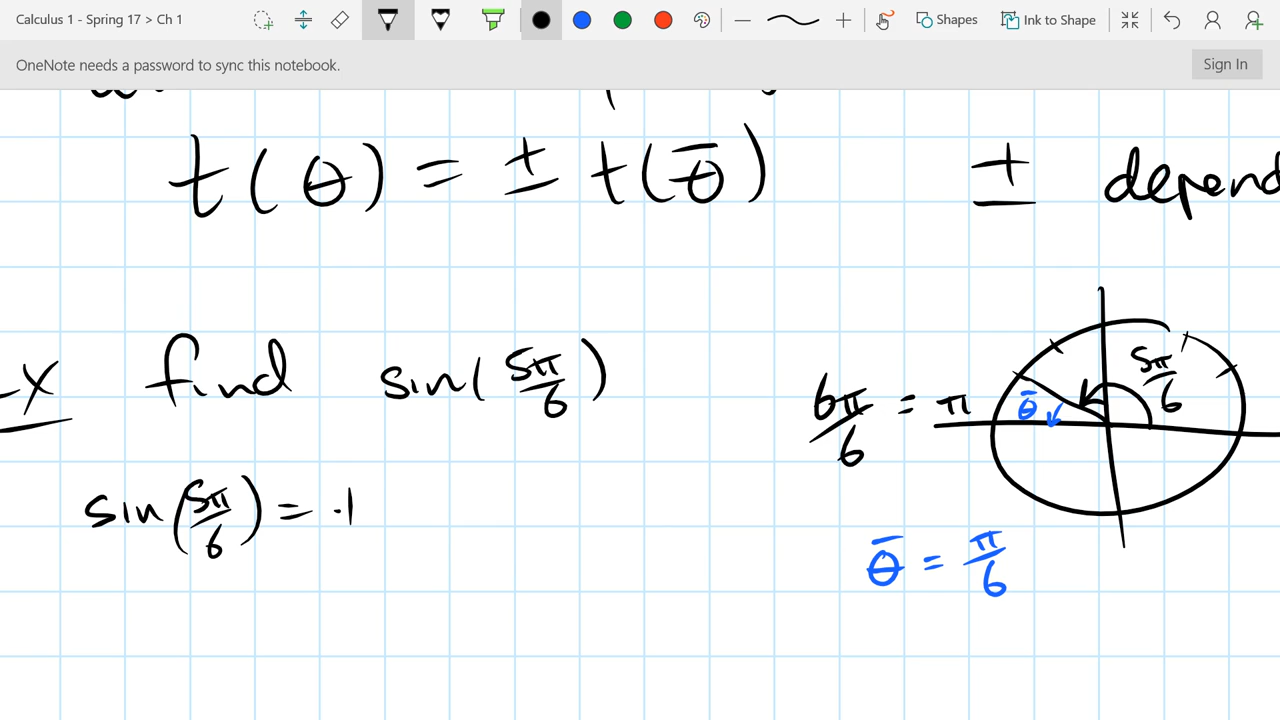 Calculus 1 - Spring 17 > Ch 1
Shapes
Ink to Shape
OneNote needs a password to sync this notebook.
Sign In
t(θ) = ± t(θ̄)
± depend
x find sin(5π/6)
6π/6 = π
5π/6
θ̄
sin(5π/6) =
θ̄ = π/6